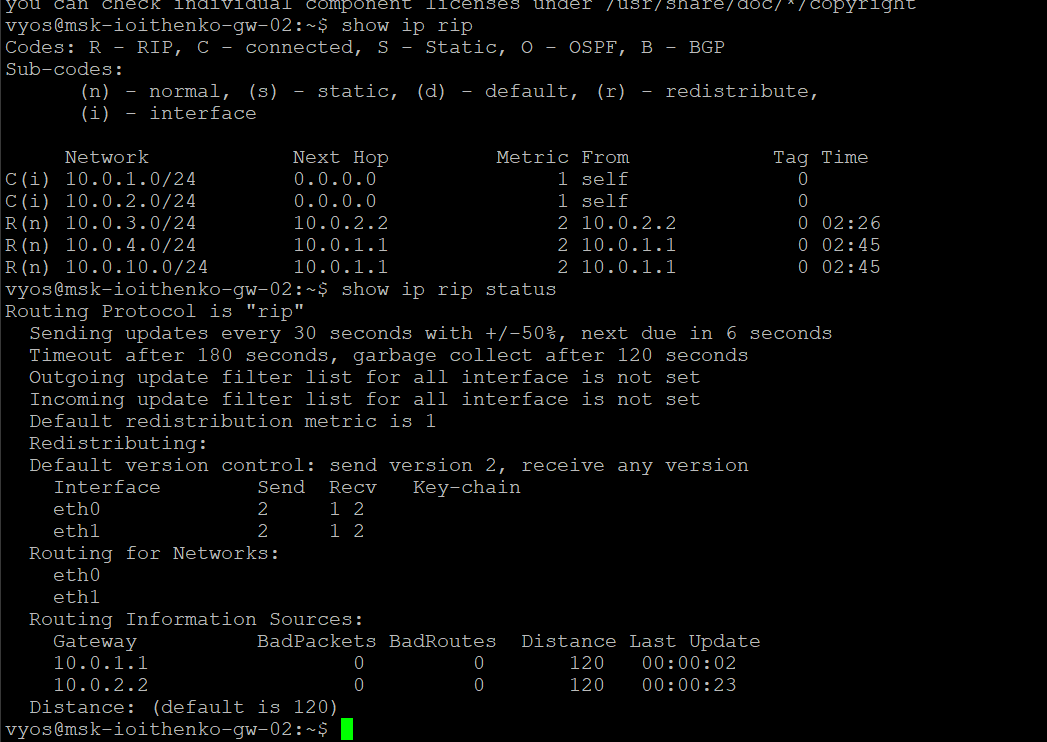 you can check individual component licenses under /usr/share/doc/*/copyright
vyos@msk-ioithenko-gw-02:~$ show ip rip
Codes: R - RIP, C - connected, S - Static, O - OSPF, B - BGP
Sub-codes:
      (n) - normal, (s) - static, (d) - default, (r) - redistribute,
      (i) - interface

     Network            Next Hop         Metric From            Tag Time
C(i) 10.0.1.0/24        0.0.0.0               1 self              0
C(i) 10.0.2.0/24        0.0.0.0               1 self              0
R(n) 10.0.3.0/24        10.0.2.2              2 10.0.2.2          0 02:26
R(n) 10.0.4.0/24        10.0.1.1              2 10.0.1.1          0 02:45
R(n) 10.0.10.0/24       10.0.1.1              2 10.0.1.1          0 02:45
vyos@msk-ioithenko-gw-02:~$ show ip rip status
Routing Protocol is "rip"
  Sending updates every 30 seconds with +/-50%, next due in 6 seconds
  Timeout after 180 seconds, garbage collect after 120 seconds
  Outgoing update filter list for all interface is not set
  Incoming update filter list for all interface is not set
  Default redistribution metric is 1
  Redistributing:
  Default version control: send version 2, receive any version
    Interface        Send  Recv   Key-chain
    eth0             2     1 2
    eth1             2     1 2
  Routing for Networks:
    eth0
    eth1
  Routing Information Sources:
    Gateway          BadPackets BadRoutes  Distance Last Update
    10.0.1.1                 0         0       120   00:00:02
    10.0.2.2                 0         0       120   00:00:23
  Distance: (default is 120)
vyos@msk-ioithenko-gw-02:~$